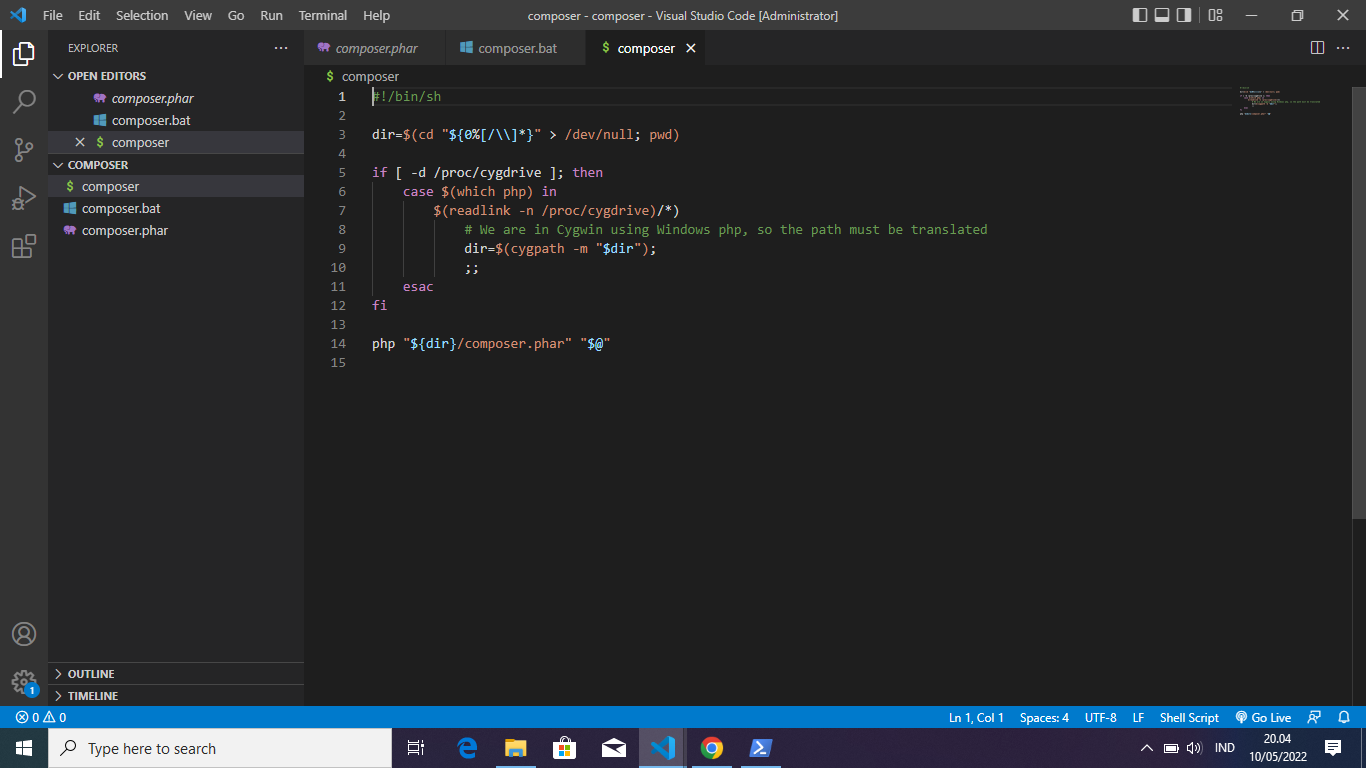 File Edit Selection View Go Run Terminal Help composer - composer - Visual Studio Code [Administrator]
EXPLORER
OPEN EDITORS
composer.phar
composer.bat
composer
COMPOSER
composer
composer.bat
composer.phar
OUTLINE
TIMELINE
composer.phar composer.bat $ composer
$ composer
1 #!/bin/sh
2
3 dir=$(cd "${0%[/\\]*}" > /dev/null; pwd)
4
5 if [ -d /proc/cygdrive ]; then
6 case $(which php) in
7 $(readlink -n /proc/cygdrive)/*)
8 # We are in Cygwin using Windows php, so the path must be translated
9 dir=$(cygpath -m "$dir");
10 ;;
11 esac
12 fi
13
14 php "${dir}/composer.phar" "$@"
15
1
0 0 Ln 1, Col 1 Spaces: 4 UTF-8 LF Shell Script Go Live
Type here to search
IND
20.04
10/05/2022